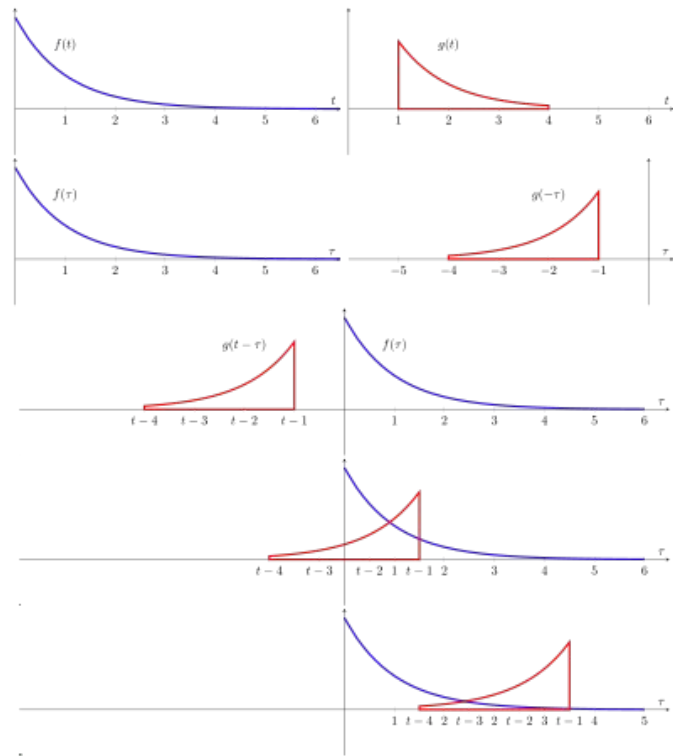 f(t) g(t)
t t
1 2 3 4 5 6 1 2 3 4 5 6
f(τ) g(−τ)
τ τ
1 2 3 4 5 6 −5 −4 −3 −2 −1
g(t − τ) f(τ)
τ
t − 4 t − 3 t − 2 t − 1 1 2 3 4 5 6
τ
t − 4 t − 3 t − 2 1 t − 1 2 3 4 5 6
τ
1 t − 4 2 t − 3 2 t − 2 3 t − 1 4 5